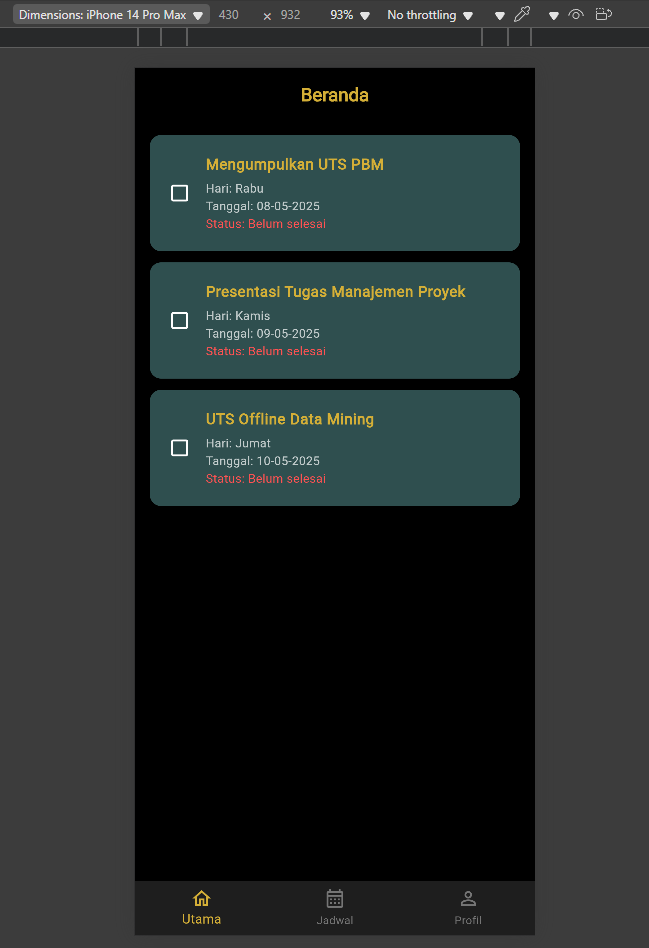 Dimensions: iPhone 14 Pro Max 430 × 932 93% No throttling
Beranda
Mengumpulkan UTS PBM
Hari: Rabu
Tanggal: 08-05-2025
Status: Belum selesai
Presentasi Tugas Manajemen Proyek
Hari: Kamis
Tanggal: 09-05-2025
Status: Belum selesai
UTS Offline Data Mining
Hari: Jumat
Tanggal: 10-05-2025
Status: Belum selesai
Utama Jadwal Profil